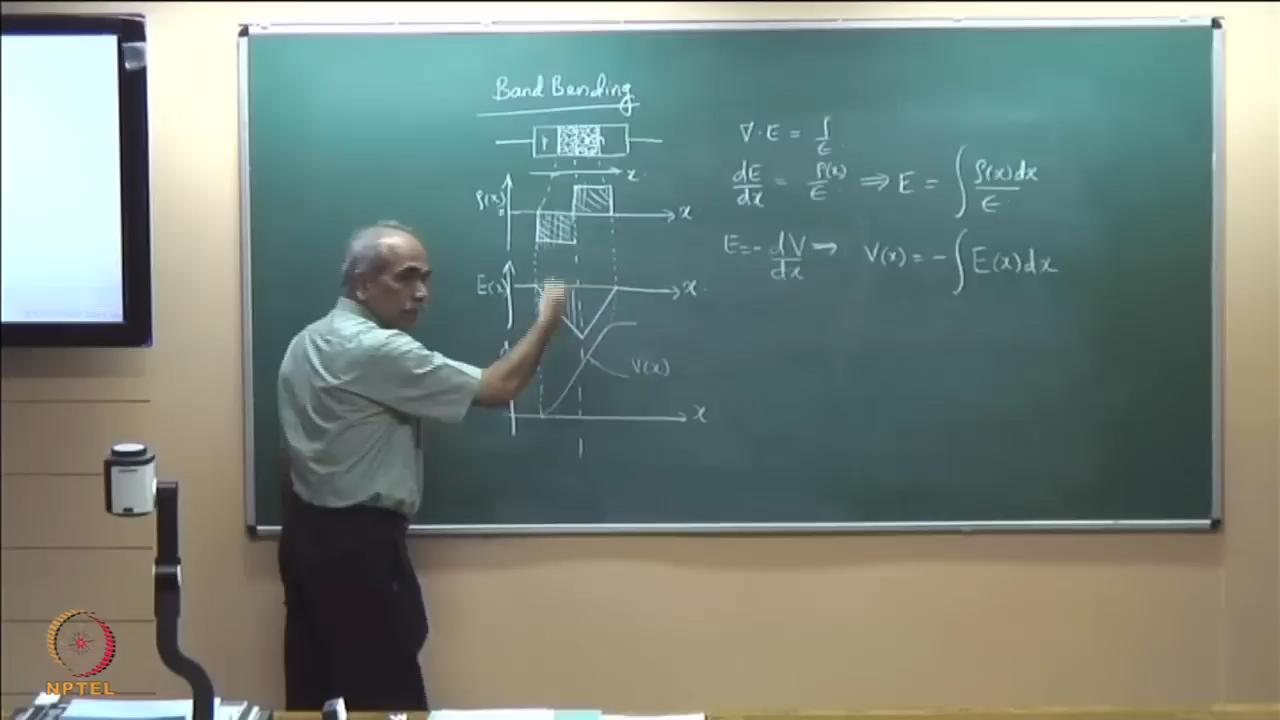 Band Bending
P
x
ρ(x)
x
E(x)
x
V(x)
x
∇·E = ρ/ϵ
dE/dx = ρ(x)/ϵ ⇒ E = ∫ ρ(x)dx/ϵ
E = - dV/dx ⇒ V(x) = - ∫ E(x)dx
NPTEL